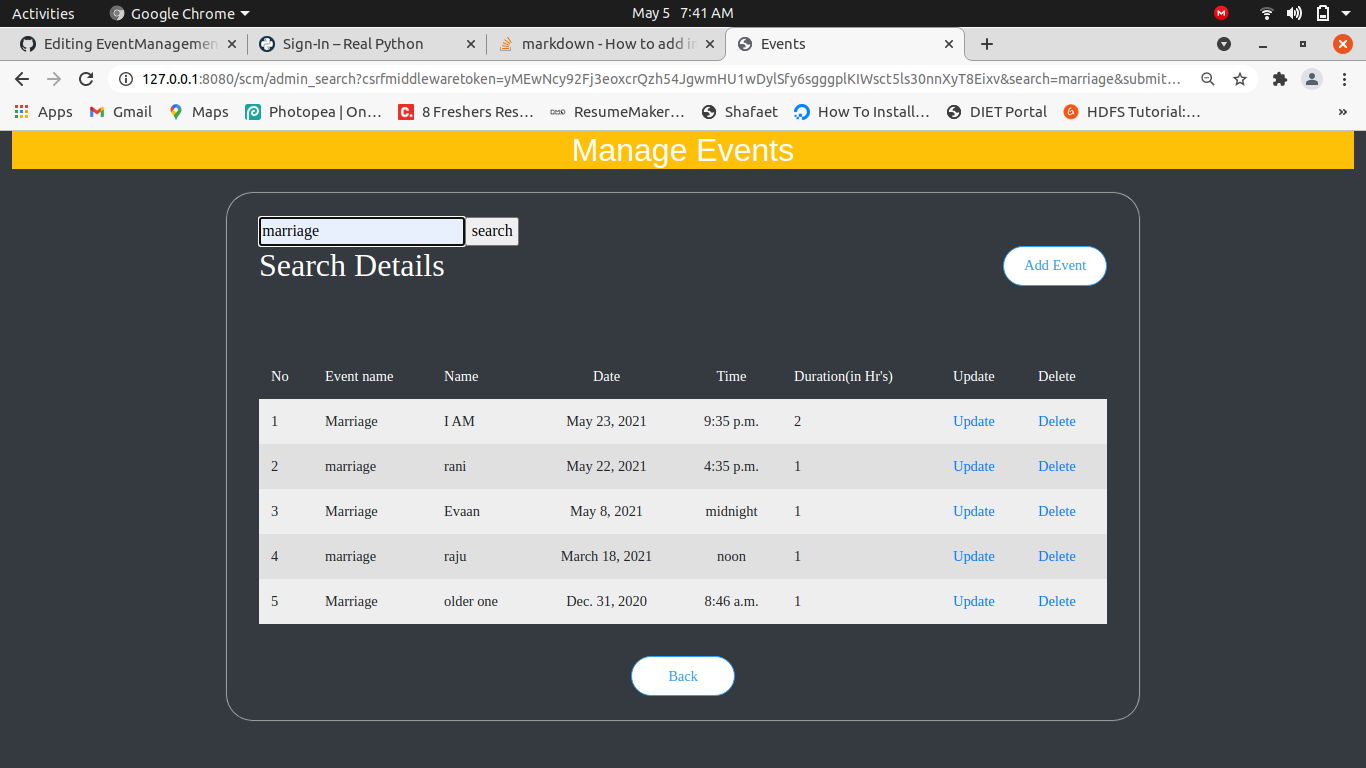 Activities Google Chrome May 5 7:41 AM
Editing EventManagemen Sign-In – Real Python markdown - How to add in Events
127.0.0.1:8080/scm/admin_search?csrfmiddlewaretoken=yMEwNcy92Fj3eoxcrQzh54JgwmHU1wDylSfy6sgggplKIWsct5ls30nnXyT8Eixv&search=marriage&submit...
Apps Gmail Maps Photopea | On... 8 Freshers Res... ResumeMaker... Shafaet How To Install... DIET Portal HDFS Tutorial:... »
Manage Events
marriage search
Search Details Add Event
No Event name Name Date Time Duration(in Hr's) Update Delete
1 Marriage I AM May 23, 2021 9:35 p.m. 2 Update Delete
2 marriage rani May 22, 2021 4:35 p.m. 1 Update Delete
3 Marriage Evaan May 8, 2021 midnight 1 Update Delete
4 marriage raju March 18, 2021 noon 1 Update Delete
5 Marriage older one Dec. 31, 2020 8:46 a.m. 1 Update Delete
Back